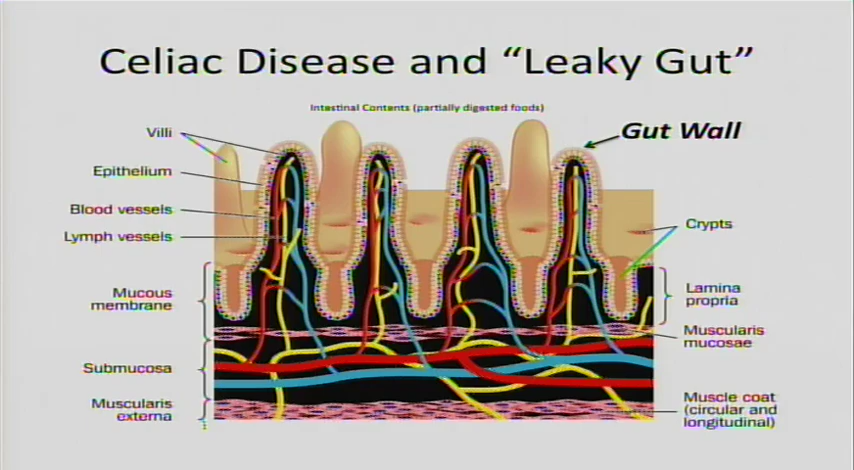 Celiac Disease and “Leaky Gut”
Intestinal Contents (partially digested foods)
Gut Wall
Villi
Epithelium
Blood vessels
Lymph vessels
Mucous
membrane
Submucosa
Muscularis
externa
Crypts
Lamina
propria
Muscularis
mucosae
Muscle coat
(circular and
longitudinal)